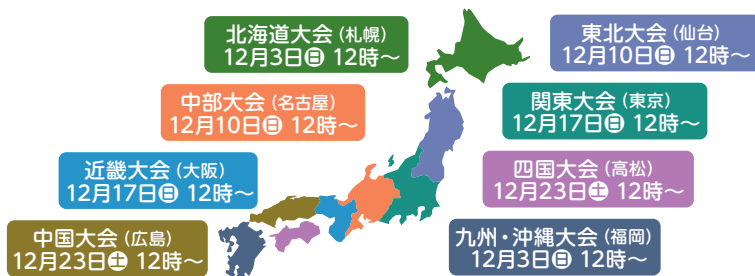 北海道大会(札幌)
12月3日㊐ 12時～
東北大会(仙台)
12月10日㊐ 12時～
中部大会(名古屋)
12月10日㊐ 12時～
関東大会(東京)
12月17日㊐ 12時～
近畿大会(大阪)
12月17日㊐ 12時～
四国大会(高松)
12月23日㊏ 12時～
中国大会(広島)
12月23日㊏ 12時～
九州・沖縄大会(福岡)
12月3日㊐ 12時～